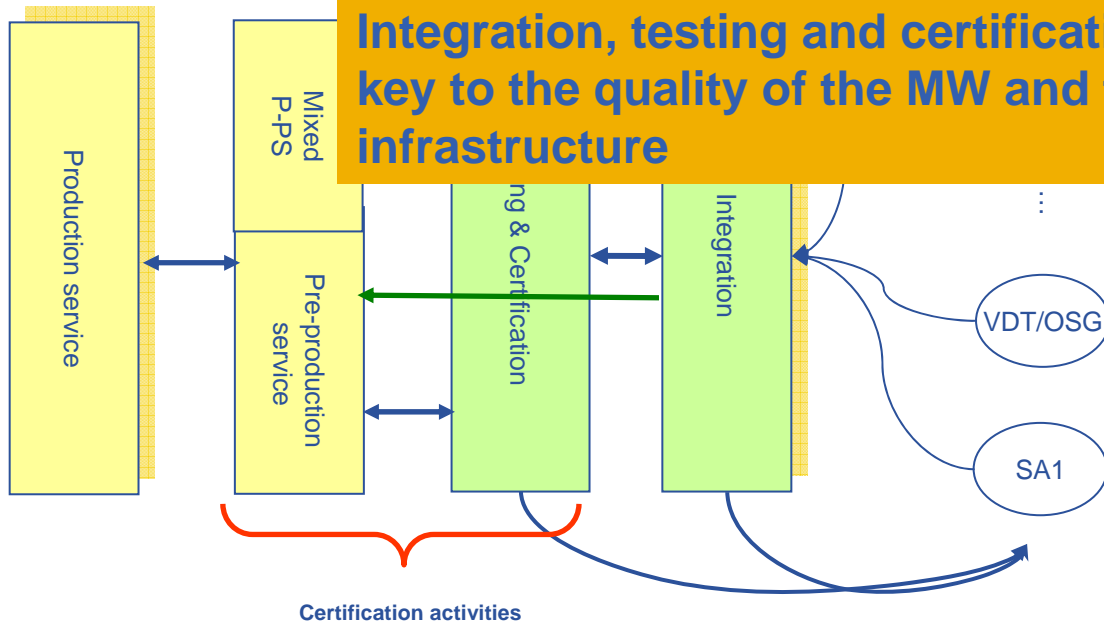 Integration, testing and certificati
key to the quality of the MW and
infrastructure
Production service
Mixed
P-PS
Pre-production
service
ng & Certification
Integration
...
VDT/OSG
SA1
Certification activities